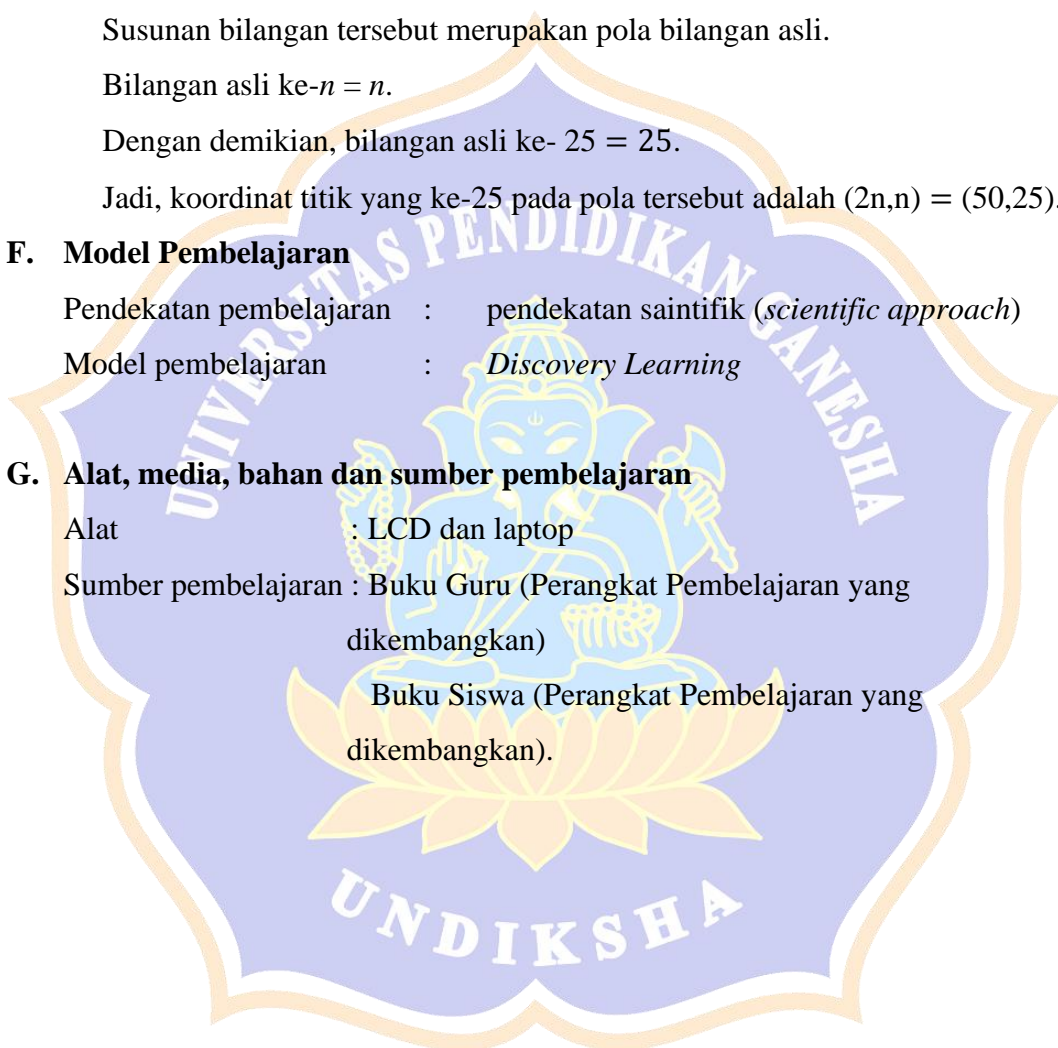 Susunan bilangan tersebut merupakan pola bilangan asli.
Bilangan asli ke-n = n.
Dengan demikian, bilangan asli ke- 25 = 25.
Jadi, koordinat titik yang ke-25 pada pola tersebut adalah (2n,n) = (50,25).
F. Model Pembelajaran
Pendekatan pembelajaran : pendekatan saintifik (scientific approach)
Model pembelajaran : Discovery Learning
G. Alat, media, bahan dan sumber pembelajaran
Alat : LCD dan laptop
Sumber pembelajaran : Buku Guru (Perangkat Pembelajaran yang
dikembangkan)
Buku Siswa (Perangkat Pembelajaran yang
dikembangkan).
UNIVERSITAS PENDIDIKAN GANESHA
UNDIKSHA